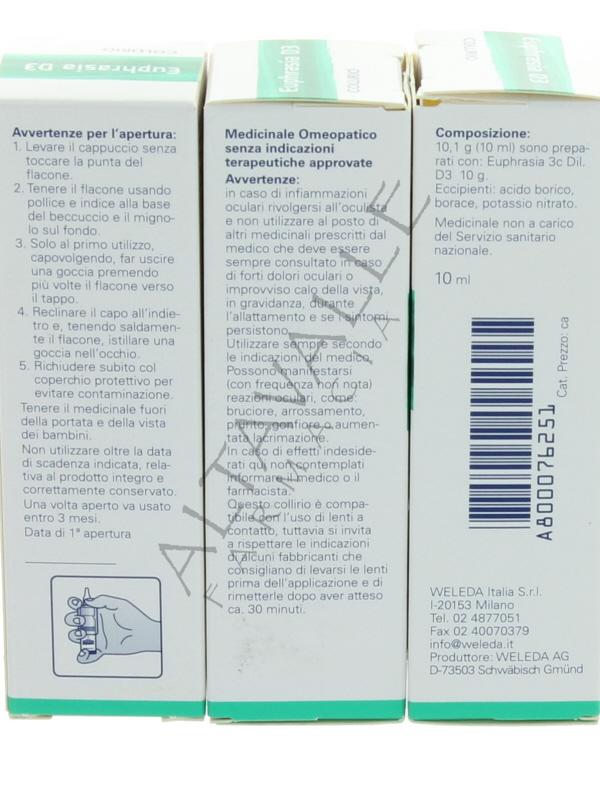 COLLIRIO
Euphrasia D3
Avvertenze per l'apertura:
1. Levare il cappuccio senza
toccare la punta del
flacone.
2. Tenere il flacone usando
pollice e indice alla base
del beccuccio e il migno-
lo sul fondo.
3. Solo al primo utilizzo,
capovolgendo, far uscire
una goccia premendo
più volte il flacone verso
il tappo.
4. Reclinare il capo all'indie-
tro e, tenendo saldamen-
te il flacone, istillare una
goccia nell'occhio.
5. Richiudere subito col
coperchio protettivo per
evitare contaminazione.
Tenere il medicinale fuori
della portata e della vista
dei bambini.
Non utilizzare oltre la data
di scadenza indicata, rela-
tiva al prodotto integro e
correttamente conservato.
Una volta aperto va usato
entro 3 mesi.
Data di 1ª apertura
Euphrasia D3
COLLIRIO
Medicinale Omeopatico
senza indicazioni
terapeutiche approvate
Avvertenze:
in caso di infiammazioni
oculari rivolgersi all'oculista
e non utilizzare al posto di
altri medicinali prescritti dal
medico che deve essere
sempre consultato in caso
di forti dolori oculari o
improvviso calo della vista,
in gravidanza, durante
l'allattamento e se i sintomi
persistono.
Utilizzare sempre secondo
le indicazioni del medico.
Possono manifestarsi
(con frequenza non nota)
reazioni oculari, come:
bruciore, arrossamento,
prurito, gonfiore o aumen-
tata lacrimazione.
In caso di effetti indeside-
rati qui non contemplati
informare il medico o il
farmacista.
Questo collirio è compa-
tibile con l'uso di lenti a
contatto, tuttavia si invita
a rispettare le indicazioni
di alcuni fabbricanti che
consigliano di levarsi le lenti
prima dell'applicazione e di
rimetterle dopo aver atteso
ca. 30 minuti.
COLLIRIO
Euphrasia D3
Composizione:
10,1 g (10 ml) sono prepa-
rati con: Euphrasia 3c Dil.
D3 10 g.
Eccipienti: acido borico,
borace, potassio nitrato.
Medicinale non a carico
del Servizio sanitario
nazionale.
10 ml
A800076251
Cat. Prezzo: ca
WELEDA Italia S.r.l.
I-20153 Milano
Tel. 02 4877051
Fax 02 40070379
info@weleda.it
Produttore: WELEDA AG
D-73503 Schwäbisch Gmünd
ALTAVALLE
FARMACIA